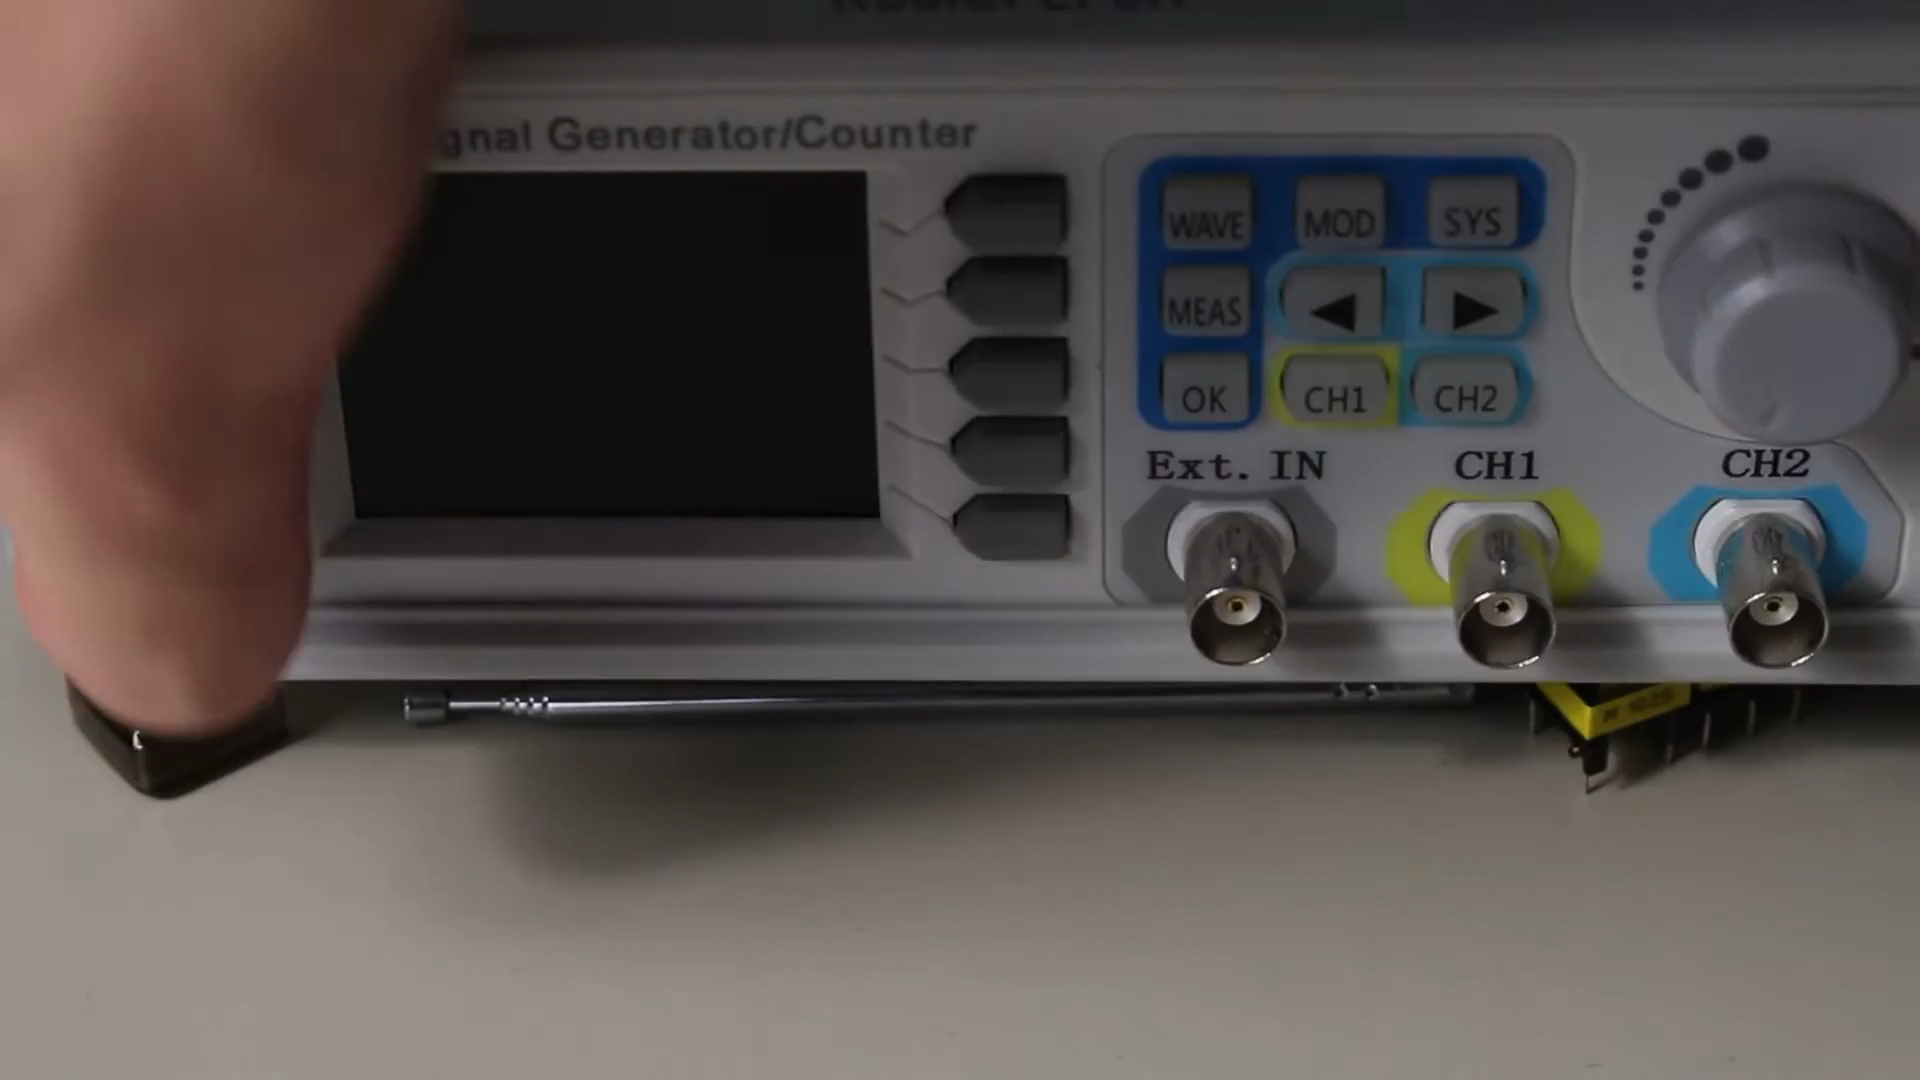 gnal Generator/Counter
WAVE MOD SYS
MEAS
OK CH1 CH2
Ext. IN CH1 CH2